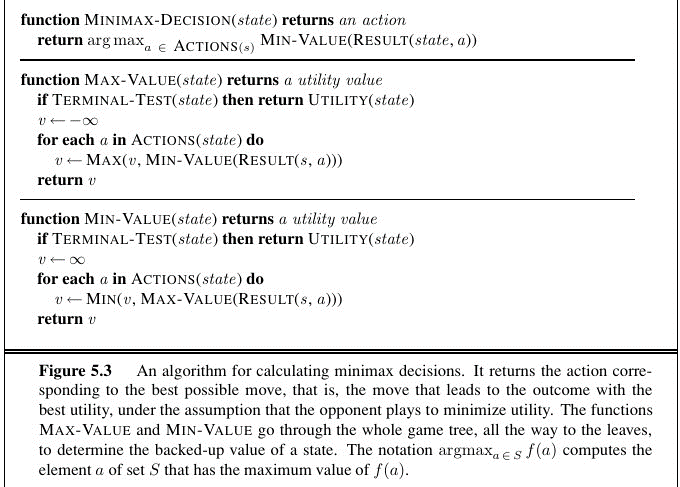 function MINIMAX-DECISION(state) returns an action
return arg max a ∈ ACTIONS(s) MIN-VALUE(RESULT(state, a))
function MAX-VALUE(state) returns a utility value
if TERMINAL-TEST(state) then return UTILITY(state)
v ← −∞
for each a in ACTIONS(state) do
v ← MAX(v, MIN-VALUE(RESULT(s, a)))
return v
function MIN-VALUE(state) returns a utility value
if TERMINAL-TEST(state) then return UTILITY(state)
v ← ∞
for each a in ACTIONS(state) do
v ← MIN(v, MAX-VALUE(RESULT(s, a)))
return v
Figure 5.3 An algorithm for calculating minimax decisions. It returns the action corre-
sponding to the best possible move, that is, the move that leads to the outcome with the
best utility, under the assumption that the opponent plays to minimize utility. The functions
MAX-VALUE and MIN-VALUE go through the whole game tree, all the way to the leaves,
to determine the backed-up value of a state. The notation argmax a ∈ S f(a) computes the
element a of set S that has the maximum value of f(a).